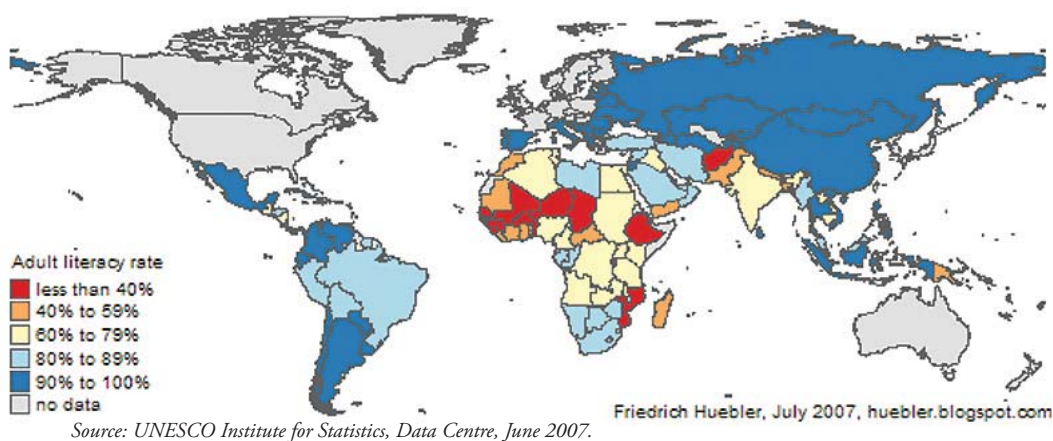 Adult literacy rate
less than 40%
40% to 59%
60% to 79%
80% to 89%
90% to 100%
no data
Friedrich Huebler, July 2007, huebler.blogspot.com
Source: UNESCO Institute for Statistics, Data Centre, June 2007.